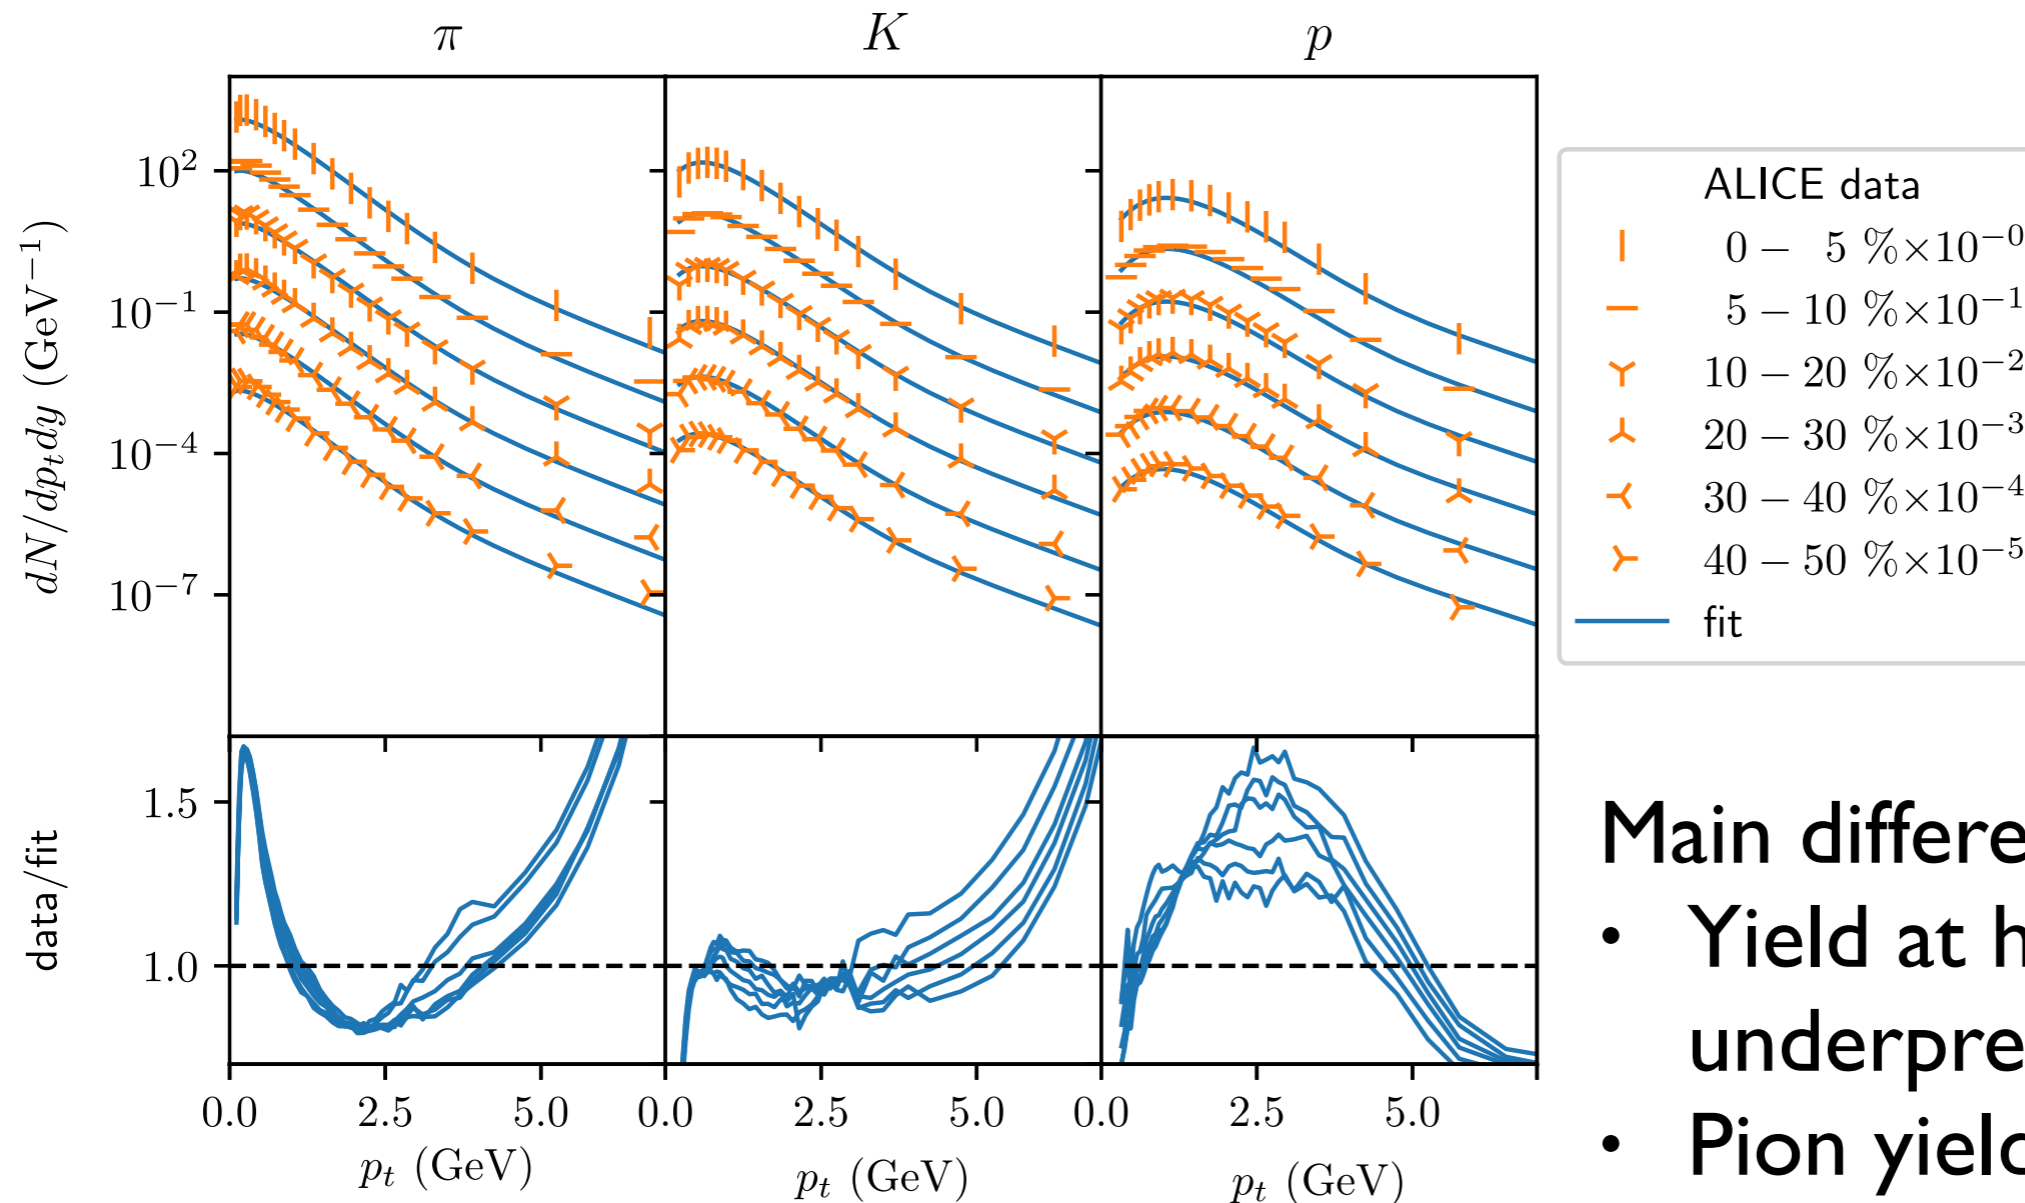 π K p
10² 10⁻¹ 10⁻⁴ 10⁻⁷
dN/dp_t dy (GeV⁻¹)
ALICE data
0 − 5 %×10⁻⁰
5 − 10 %×10⁻¹
10 − 20 %×10⁻²
20 − 30 %×10⁻³
30 − 40 %×10⁻⁴
40 − 50 %×10⁻⁵
fit
1.5
1.0
data/fit
0.0 2.5 5.0 0.0 2.5 5.0 0.0 2.5 5.0
p_t (GeV) p_t (GeV) p_t (GeV)
Main differe
• Yield at h
underpre
• Pion yiel